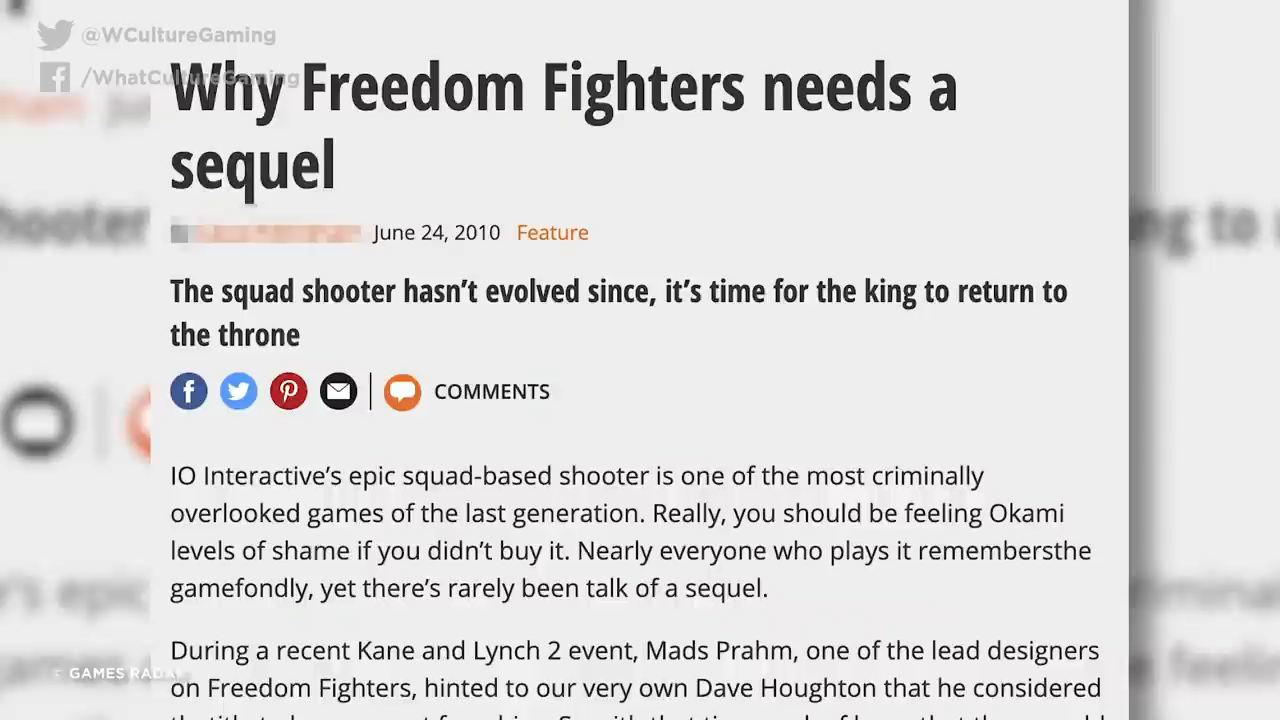 @WCultureGaming
/WhatCultureGaming
Why Freedom Fighters needs a
sequel
June 24, 2010 Feature
The squad shooter hasn't evolved since, it's time for the king to return to
the throne
COMMENTS
IO Interactive's epic squad-based shooter is one of the most criminally
overlooked games of the last generation. Really, you should be feeling Okami
levels of shame if you didn't buy it. Nearly everyone who plays it remembersthe
gamefondly, yet there's rarely been talk of a sequel.
During a recent Kane and Lynch 2 event, Mads Prahm, one of the lead designers
© GAMES RADAR
on Freedom Fighters, hinted to our very own Dave Houghton that he considered